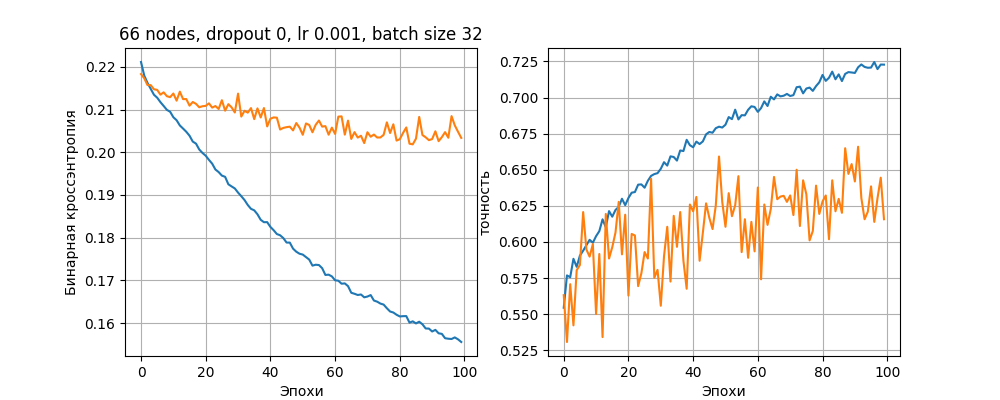 66 nodes, dropout 0, lr 0.001, batch size 32
Бинарная кроссэнтропия
0.22
0.21
0.20
0.19
0.18
0.17
0.16
0 20 40 60 80 100
Эпохи
точность
0.725
0.700
0.675
0.650
0.625
0.600
0.575
0.550
0.525
0 20 40 60 80 100
Эпохи